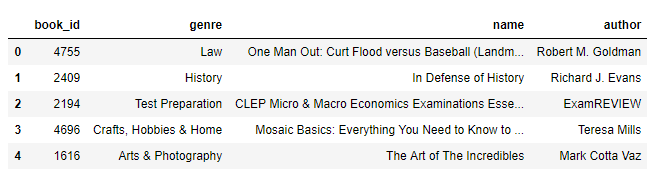 book_id genre name author
0 4755 Law One Man Out: Curt Flood versus Baseball (Landm... Robert M. Goldman
1 2409 History In Defense of History Richard J. Evans
2 2194 Test Preparation CLEP Micro & Macro Economics Examinations Esse... ExamREVIEW
3 4696 Crafts, Hobbies & Home Mosaic Basics: Everything You Need to Know to ... Teresa Mills
4 1616 Arts & Photography The Art of The Incredibles Mark Cotta Vaz